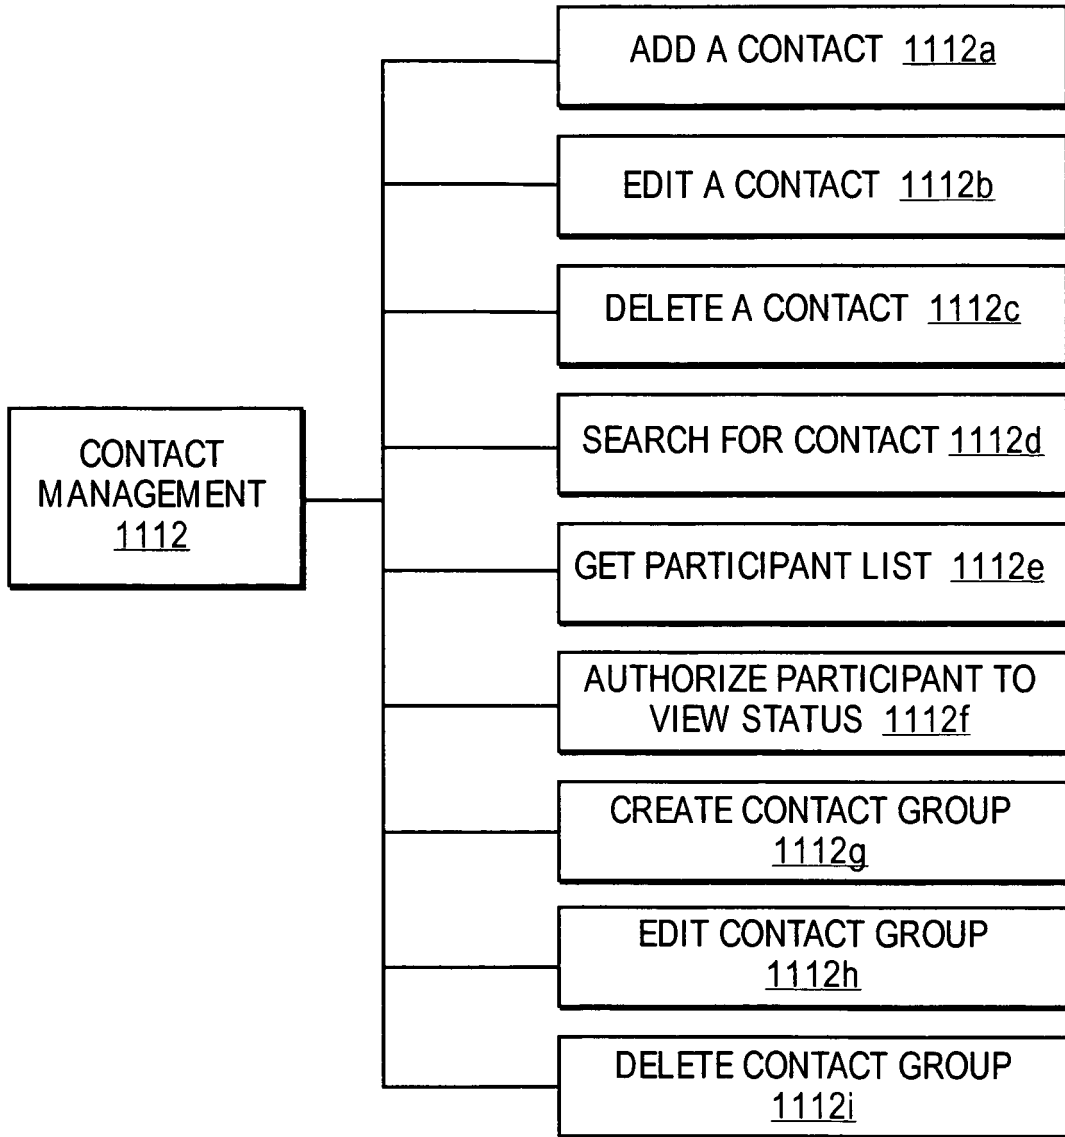 ADD A CONTACT 1112a
EDIT A CONTACT 1112b
DELETE A CONTACT 1112c
SEARCH FOR CONTACT 1112d
CONTACT
MANAGEMENT
1112
GET PARTICIPANT LIST 1112e
AUTHORIZE PARTICIPANT TO
VIEW STATUS 1112f
CREATE CONTACT GROUP
1112g
EDIT CONTACT GROUP
1112h
DELETE CONTACT GROUP
1112i